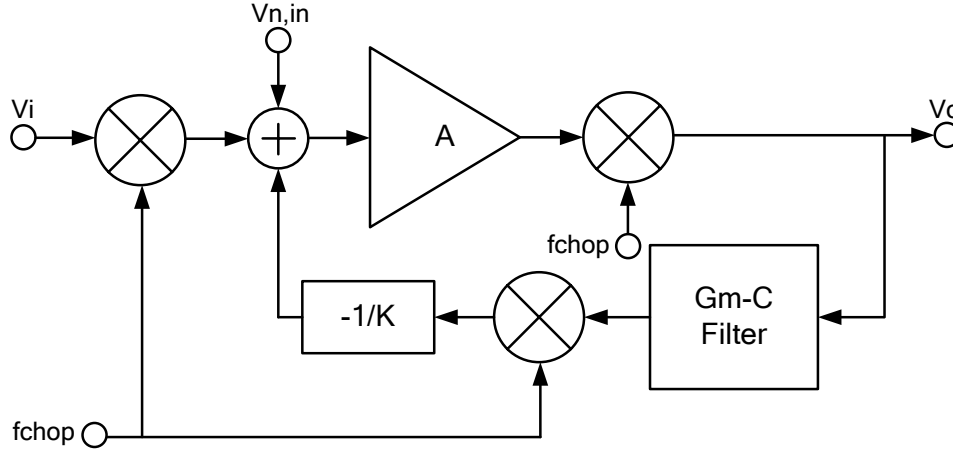 Vn,in
Vi
A
Vo
fchop
Gm-C
Filter
-1/K
fchop